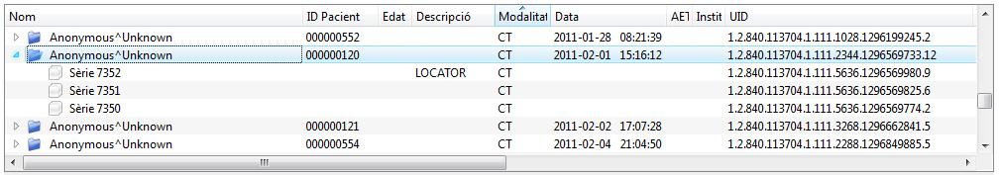 Nom ID Pacient Edat Descripció Modalitat Data AET Instit UID
Anonymous^Unknown 000000552 CT 2011-01-28 08:21:39 1.2.840.113704.1.111.1028.1296199245.2
Anonymous^Unknown 000000120 CT 2011-02-01 15:16:12 1.2.840.113704.1.111.2344.1296569733.12
Sèrie 7352 LOCATOR CT 1.2.840.113704.1.111.5636.1296569980.9
Sèrie 7351 CT 1.2.840.113704.1.111.5636.1296569825.6
Sèrie 7350 CT 1.2.840.113704.1.111.5636.1296569774.2
Anonymous^Unknown 000000121 CT 2011-02-02 17:07:28 1.2.840.113704.1.111.3268.1296662841.5
Anonymous^Unknown 000000554 CT 2011-02-04 21:04:50 1.2.840.113704.1.111.2288.1296849885.5